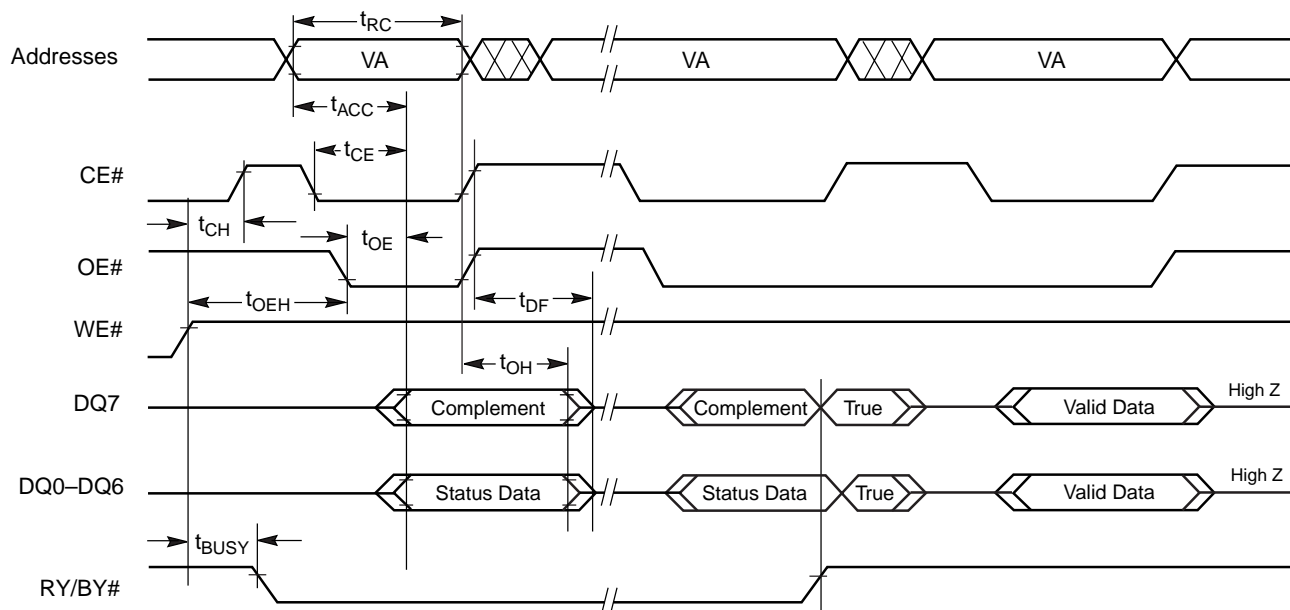 tRC
Addresses VA VA VA
tACC
tCE
CE#
tCH
tOE
OE#
tOEH
tDF
WE#
tOH
DQ7 Complement Complement True Valid Data High Z
DQ0–DQ6 Status Data Status Data True Valid Data High Z
tBUSY
RY/BY#